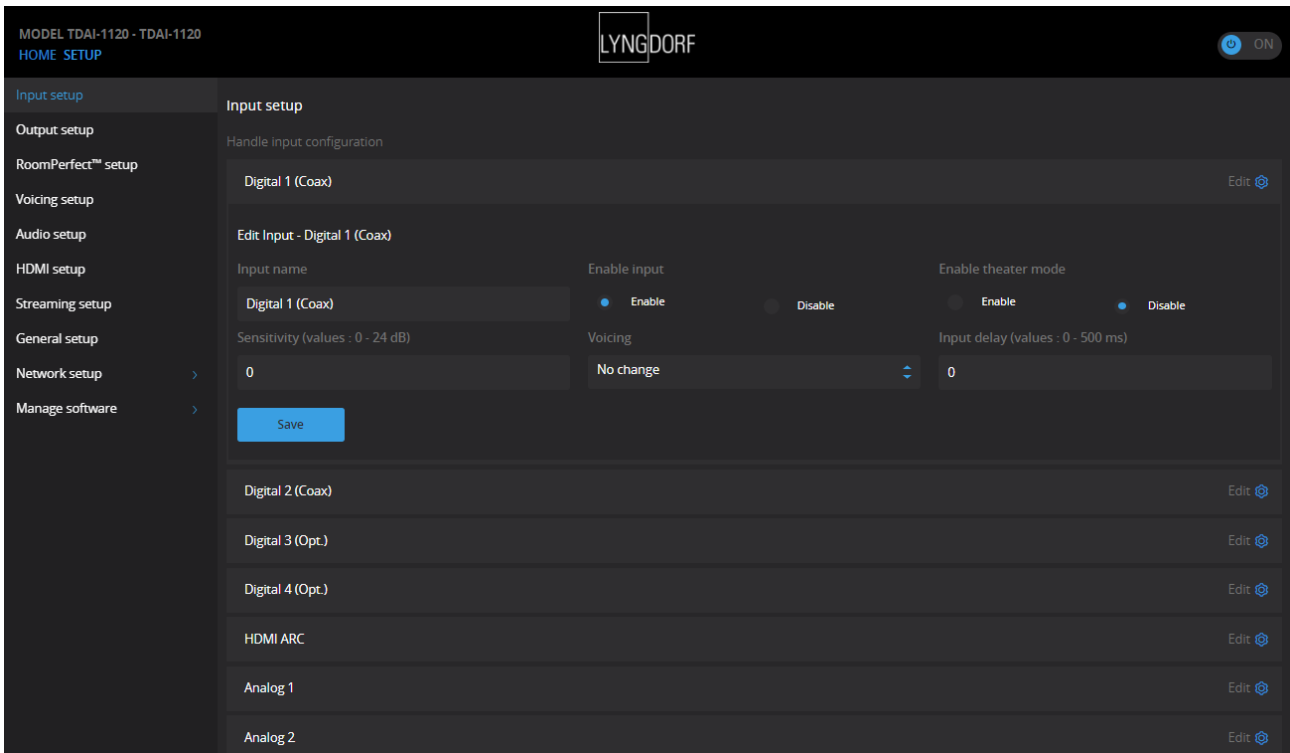 MODEL TDAI-1120 - TDAI-1120
HOME SETUP
LYNGDORF
ON
Input setup
Output setup
RoomPerfect™ setup
Voicing setup
Audio setup
HDMI setup
Streaming setup
General setup
Network setup
Manage software
Input setup
Handle input configuration
Digital 1 (Coax) Edit
Edit Input - Digital 1 (Coax)
Input name Enable input Enable theater mode
Digital 1 (Coax) Enable Disable Enable Disable
Sensitivity (values : 0 - 24 dB) Voicing Input delay (values : 0 - 500 ms)
0 No change 0
Save
Digital 2 (Coax) Edit
Digital 3 (Opt.) Edit
Digital 4 (Opt.) Edit
HDMI ARC Edit
Analog 1 Edit
Analog 2 Edit